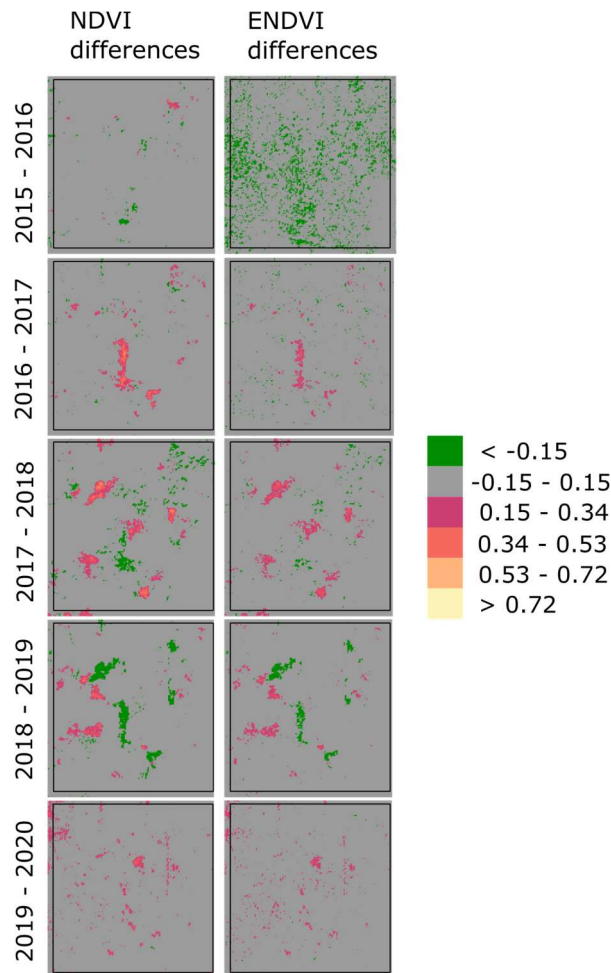 NDVI
differences
ENDVI
differences
2015 - 2016
2016 - 2017
2017 - 2018
2018 - 2019
2019 - 2020
< -0.15
-0.15 - 0.15
0.15 - 0.34
0.34 - 0.53
0.53 - 0.72
> 0.72